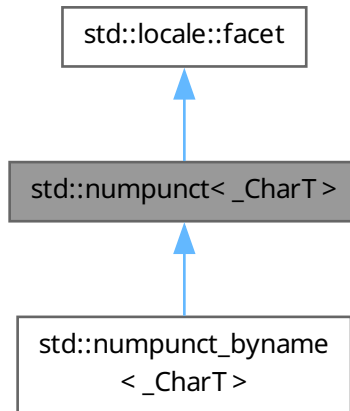 std::locale::facet
std::numpunct< _CharT >
std::numpunct_byname
< _CharT >